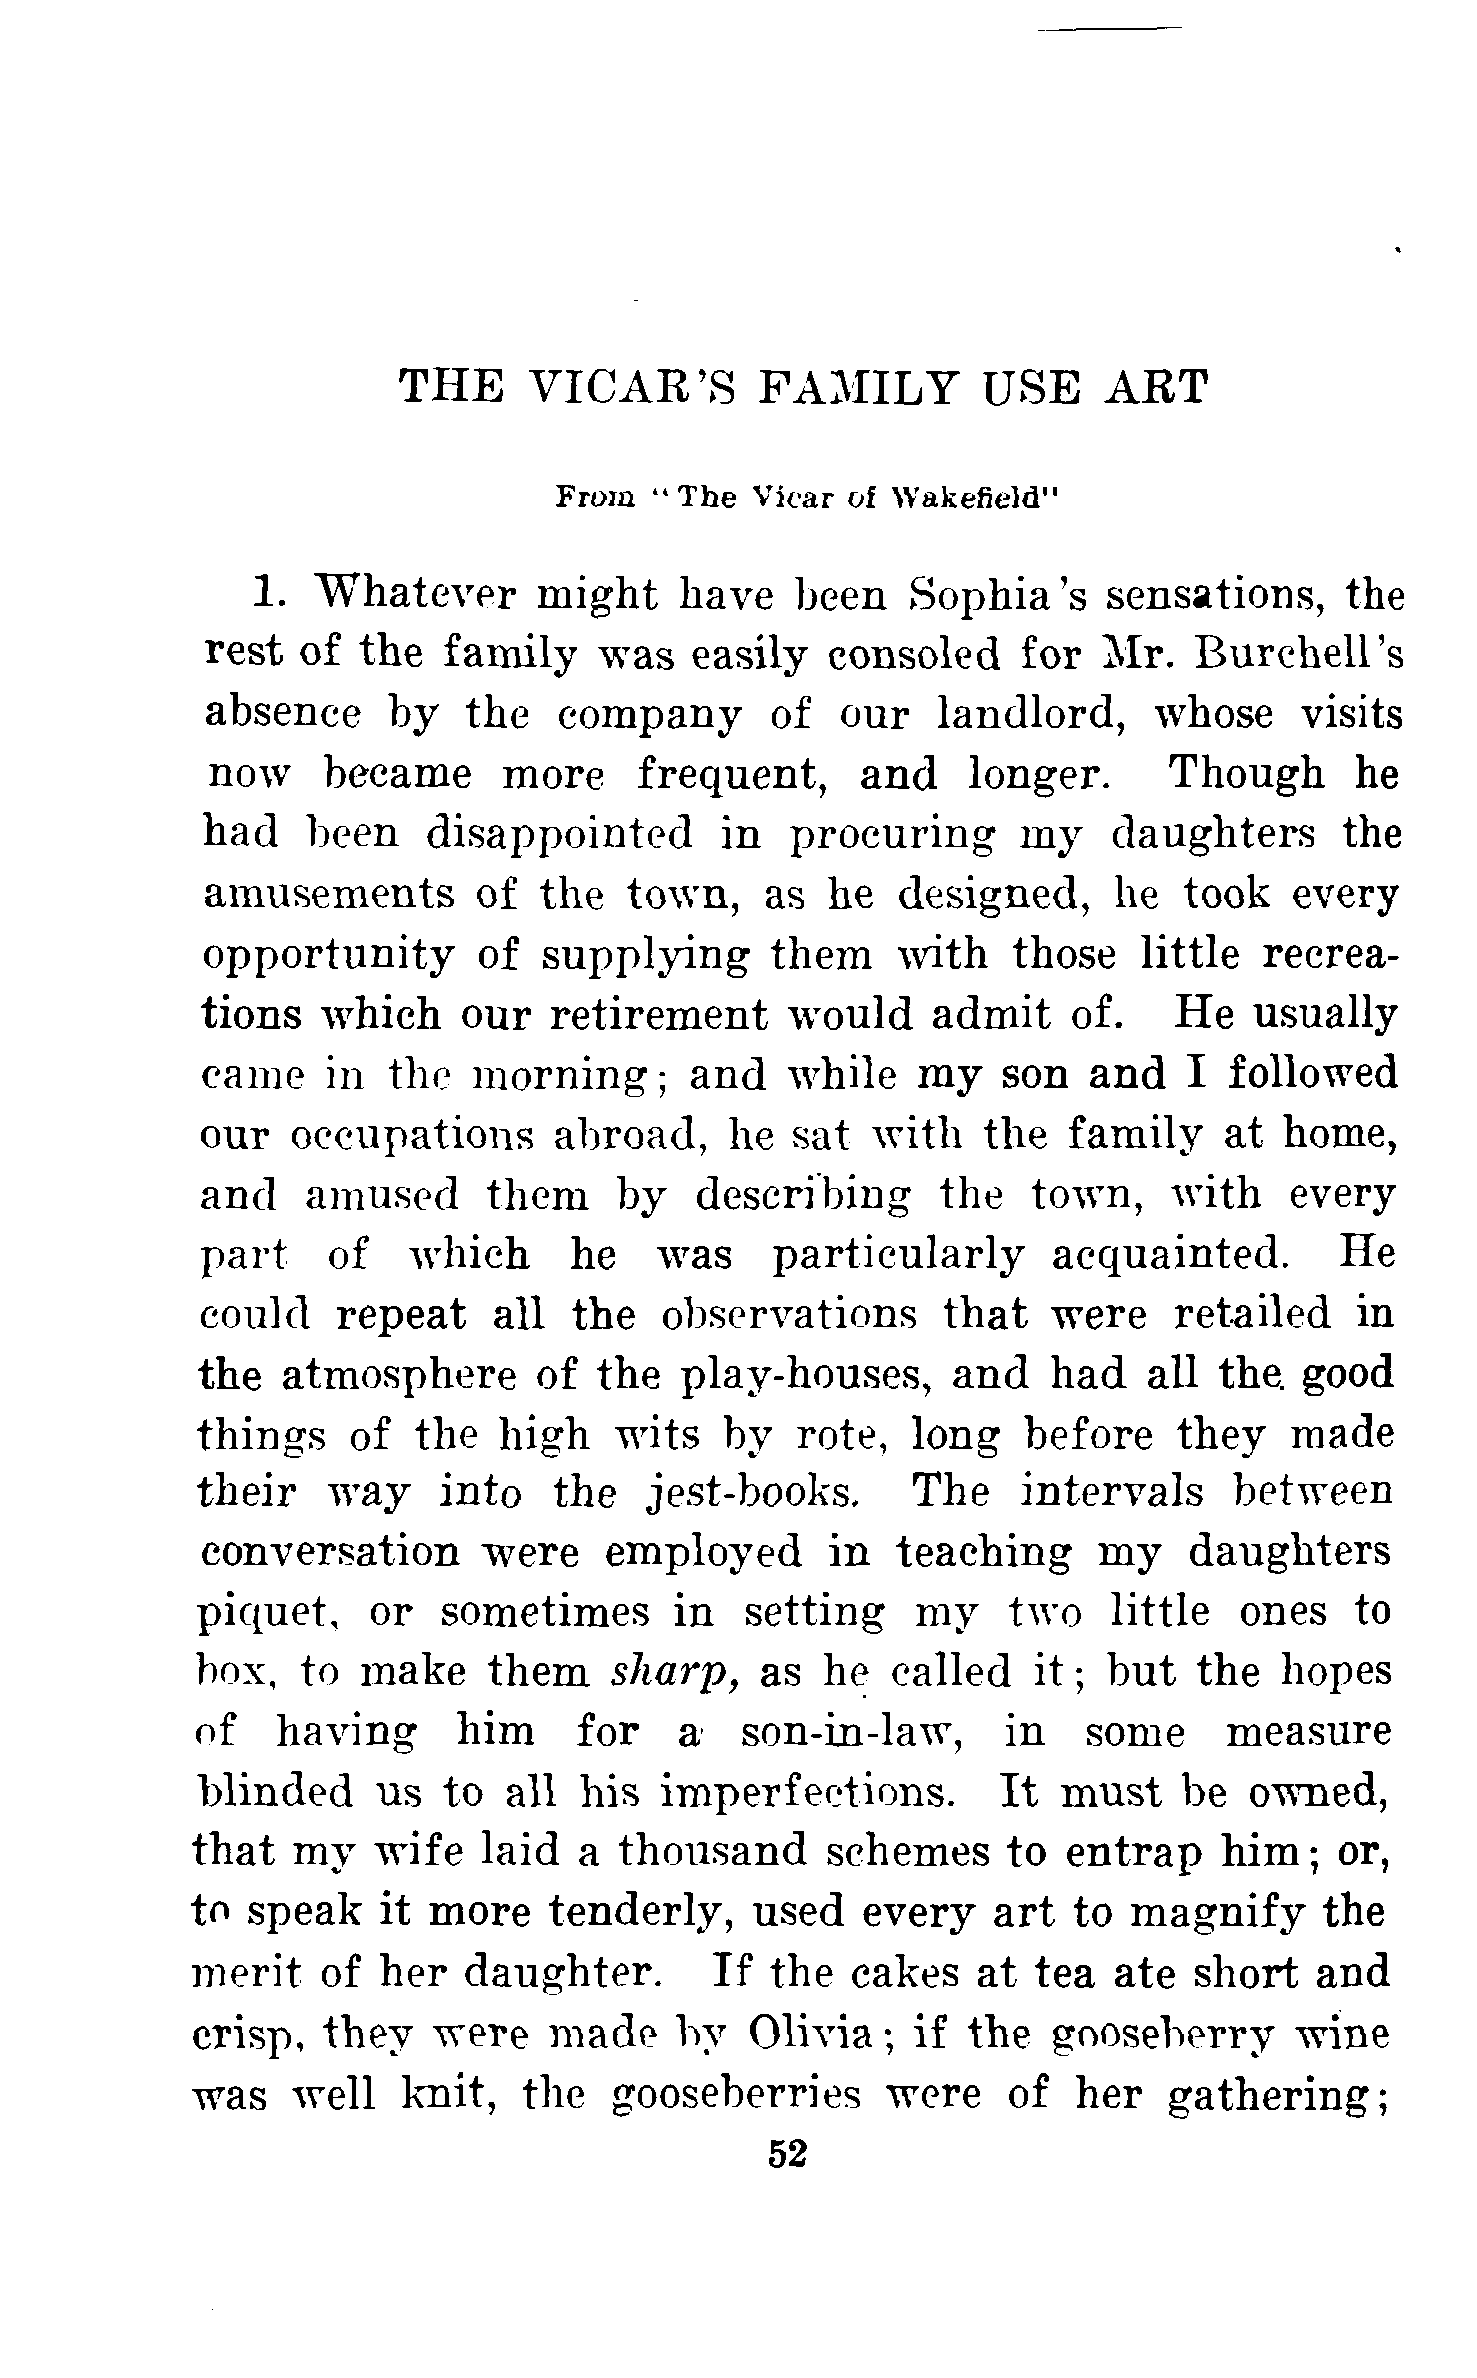 THE VICAR'S FAMILY USE ART
From "The Vicar of Wakefield"
1. Whatever might have been Sophia's sensations, the
rest of the family was easily consoled for Mr. Burchell's
absence by the company of our landlord, whose visits
now became more frequent, and longer. Though he
had been disappointed in procuring my daughters the
amusements of the town, as he designed, he took every
opportunity of supplying them with those little recrea-
tions which our retirement would admit of. He usually
came in the morning; and while my son and I followed
our occupations abroad, he sat with the family at home,
and amused them by describing the town, with every
part of which he was particularly acquainted. He
could repeat all the observations that were retailed in
the atmosphere of the play-houses, and had all the good
things of the high wits by rote, long before they made
their way into the jest-books. The intervals between
conversation were employed in teaching my daughters
piquet, or sometimes in setting my two little ones to
box, to make them sharp, as he called it; but the hopes
of having him for a son-in-law, in some measure
blinded us to all his imperfections. It must be owned,
that my wife laid a thousand schemes to entrap him; or,
to speak it more tenderly, used every art to magnify the
merit of her daughter. If the cakes at tea ate short and
crisp, they were made by Olivia; if the gooseberry wine
was well knit, the gooseberries were of her gathering;
52